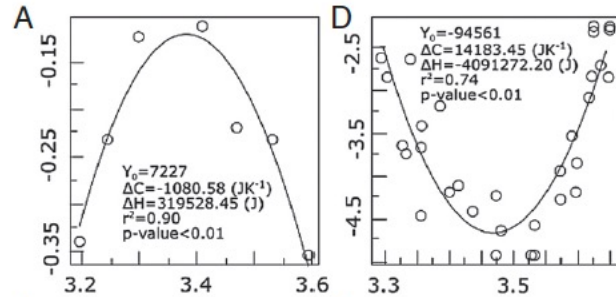 A
-0.15
-0.25
-0.35
Y₀=7227
ΔC=-1080.58 (JK⁻¹)
ΔH=319528.45 (J)
r²=0.90
p-value<0.01
3.2
3.4
3.6
D
-2.5
-3.5
-4.5
Y₀=-94561
ΔC=14183.45 (JK⁻¹)
ΔH=-4091272.20 (J)
r²=0.74
p-value<0.01
3.3
3.5